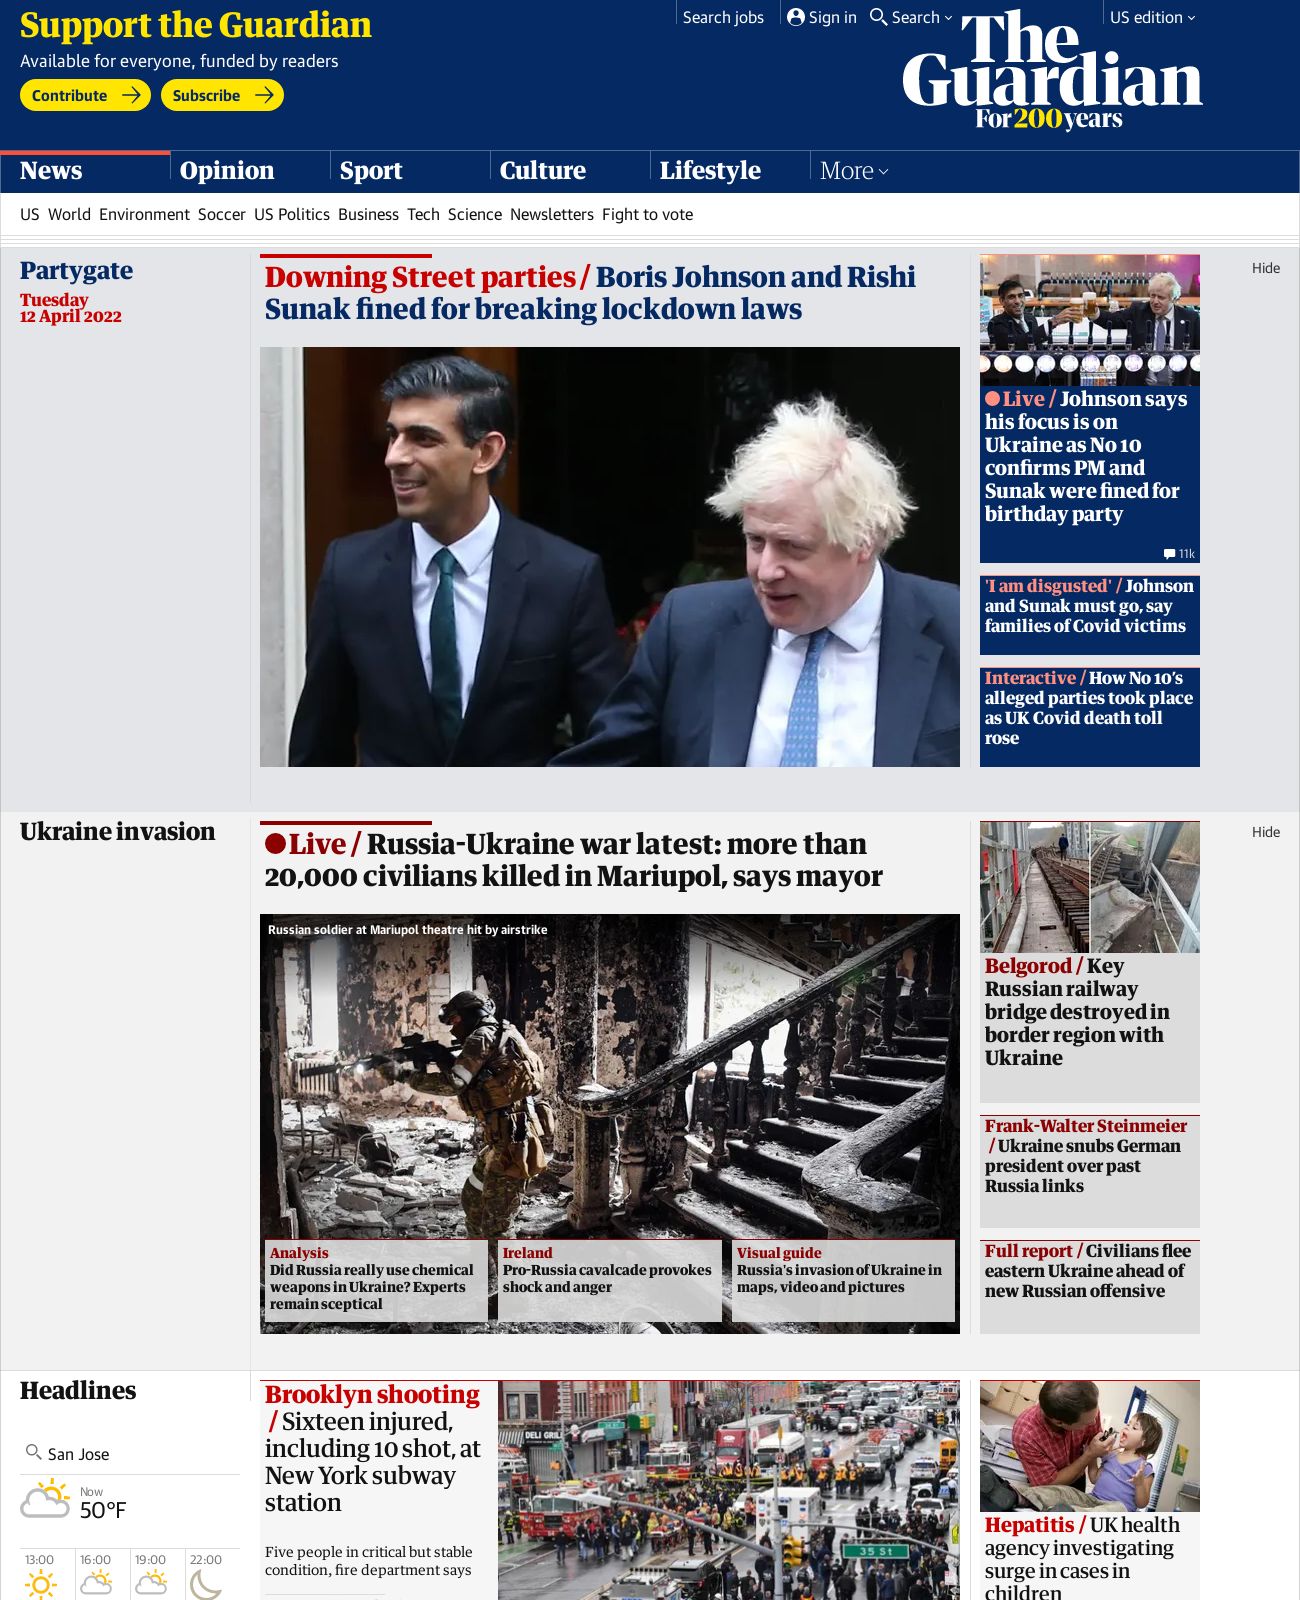 Support the Guardian
Available for everyone, funded by readers
Contribute
Subscribe
Search jobs
Sign in
Search
US edition
The
Guardian
For 200 years
News
Opinion
Sport
Culture
Lifestyle
More
US World Environment Soccer US Politics Business Tech Science Newsletters Fight to vote
Partygate
Tuesday
12 April 2022
Downing Street parties / Boris Johnson and Rishi
Sunak fined for breaking lockdown laws
Hide
Live / Johnson says
his focus is on
Ukraine as No 10
confirms PM and
Sunak were fined for
birthday party
11k
'I am disgusted' / Johnson
and Sunak must go, say
families of Covid victims
Interactive / How No 10's
alleged parties took place
as UK Covid death toll
rose
Ukraine invasion
Live / Russia-Ukraine war latest: more than
20,000 civilians killed in Mariupol, says mayor
Russian soldier at Mariupol theatre hit by airstrike
Analysis
Did Russia really use chemical
weapons in Ukraine? Experts
remain sceptical
Ireland
Pro-Russia cavalcade provokes
shock and anger
Visual guide
Russia's invasion of Ukraine in
maps, video and pictures
Hide
Belgorod / Key
Russian railway
bridge destroyed in
border region with
Ukraine
Frank-Walter Steinmeier
/ Ukraine snubs German
president over past
Russia links
Full report / Civilians flee
eastern Ukraine ahead of
new Russian offensive
Headlines
San Jose
Now
50°F
13:00
16:00
19:00
22:00
Brooklyn shooting
/ Sixteen injured,
including 10 shot, at
New York subway
station
Five people in critical but stable
condition, fire department says
DELI GRILL
35 St
Hepatitis / UK health
agency investigating
surge in cases in
children